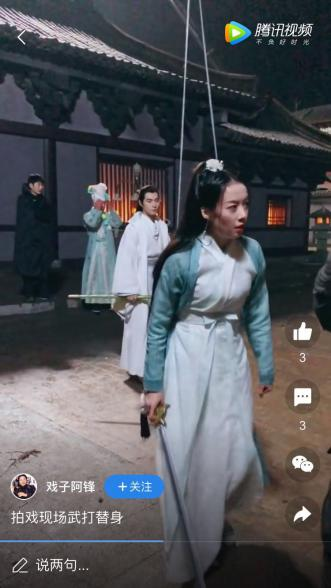 腾讯视频
不负好时光
3
3
戏子阿锋
+关注
拍戏现场武打替身
说两句...